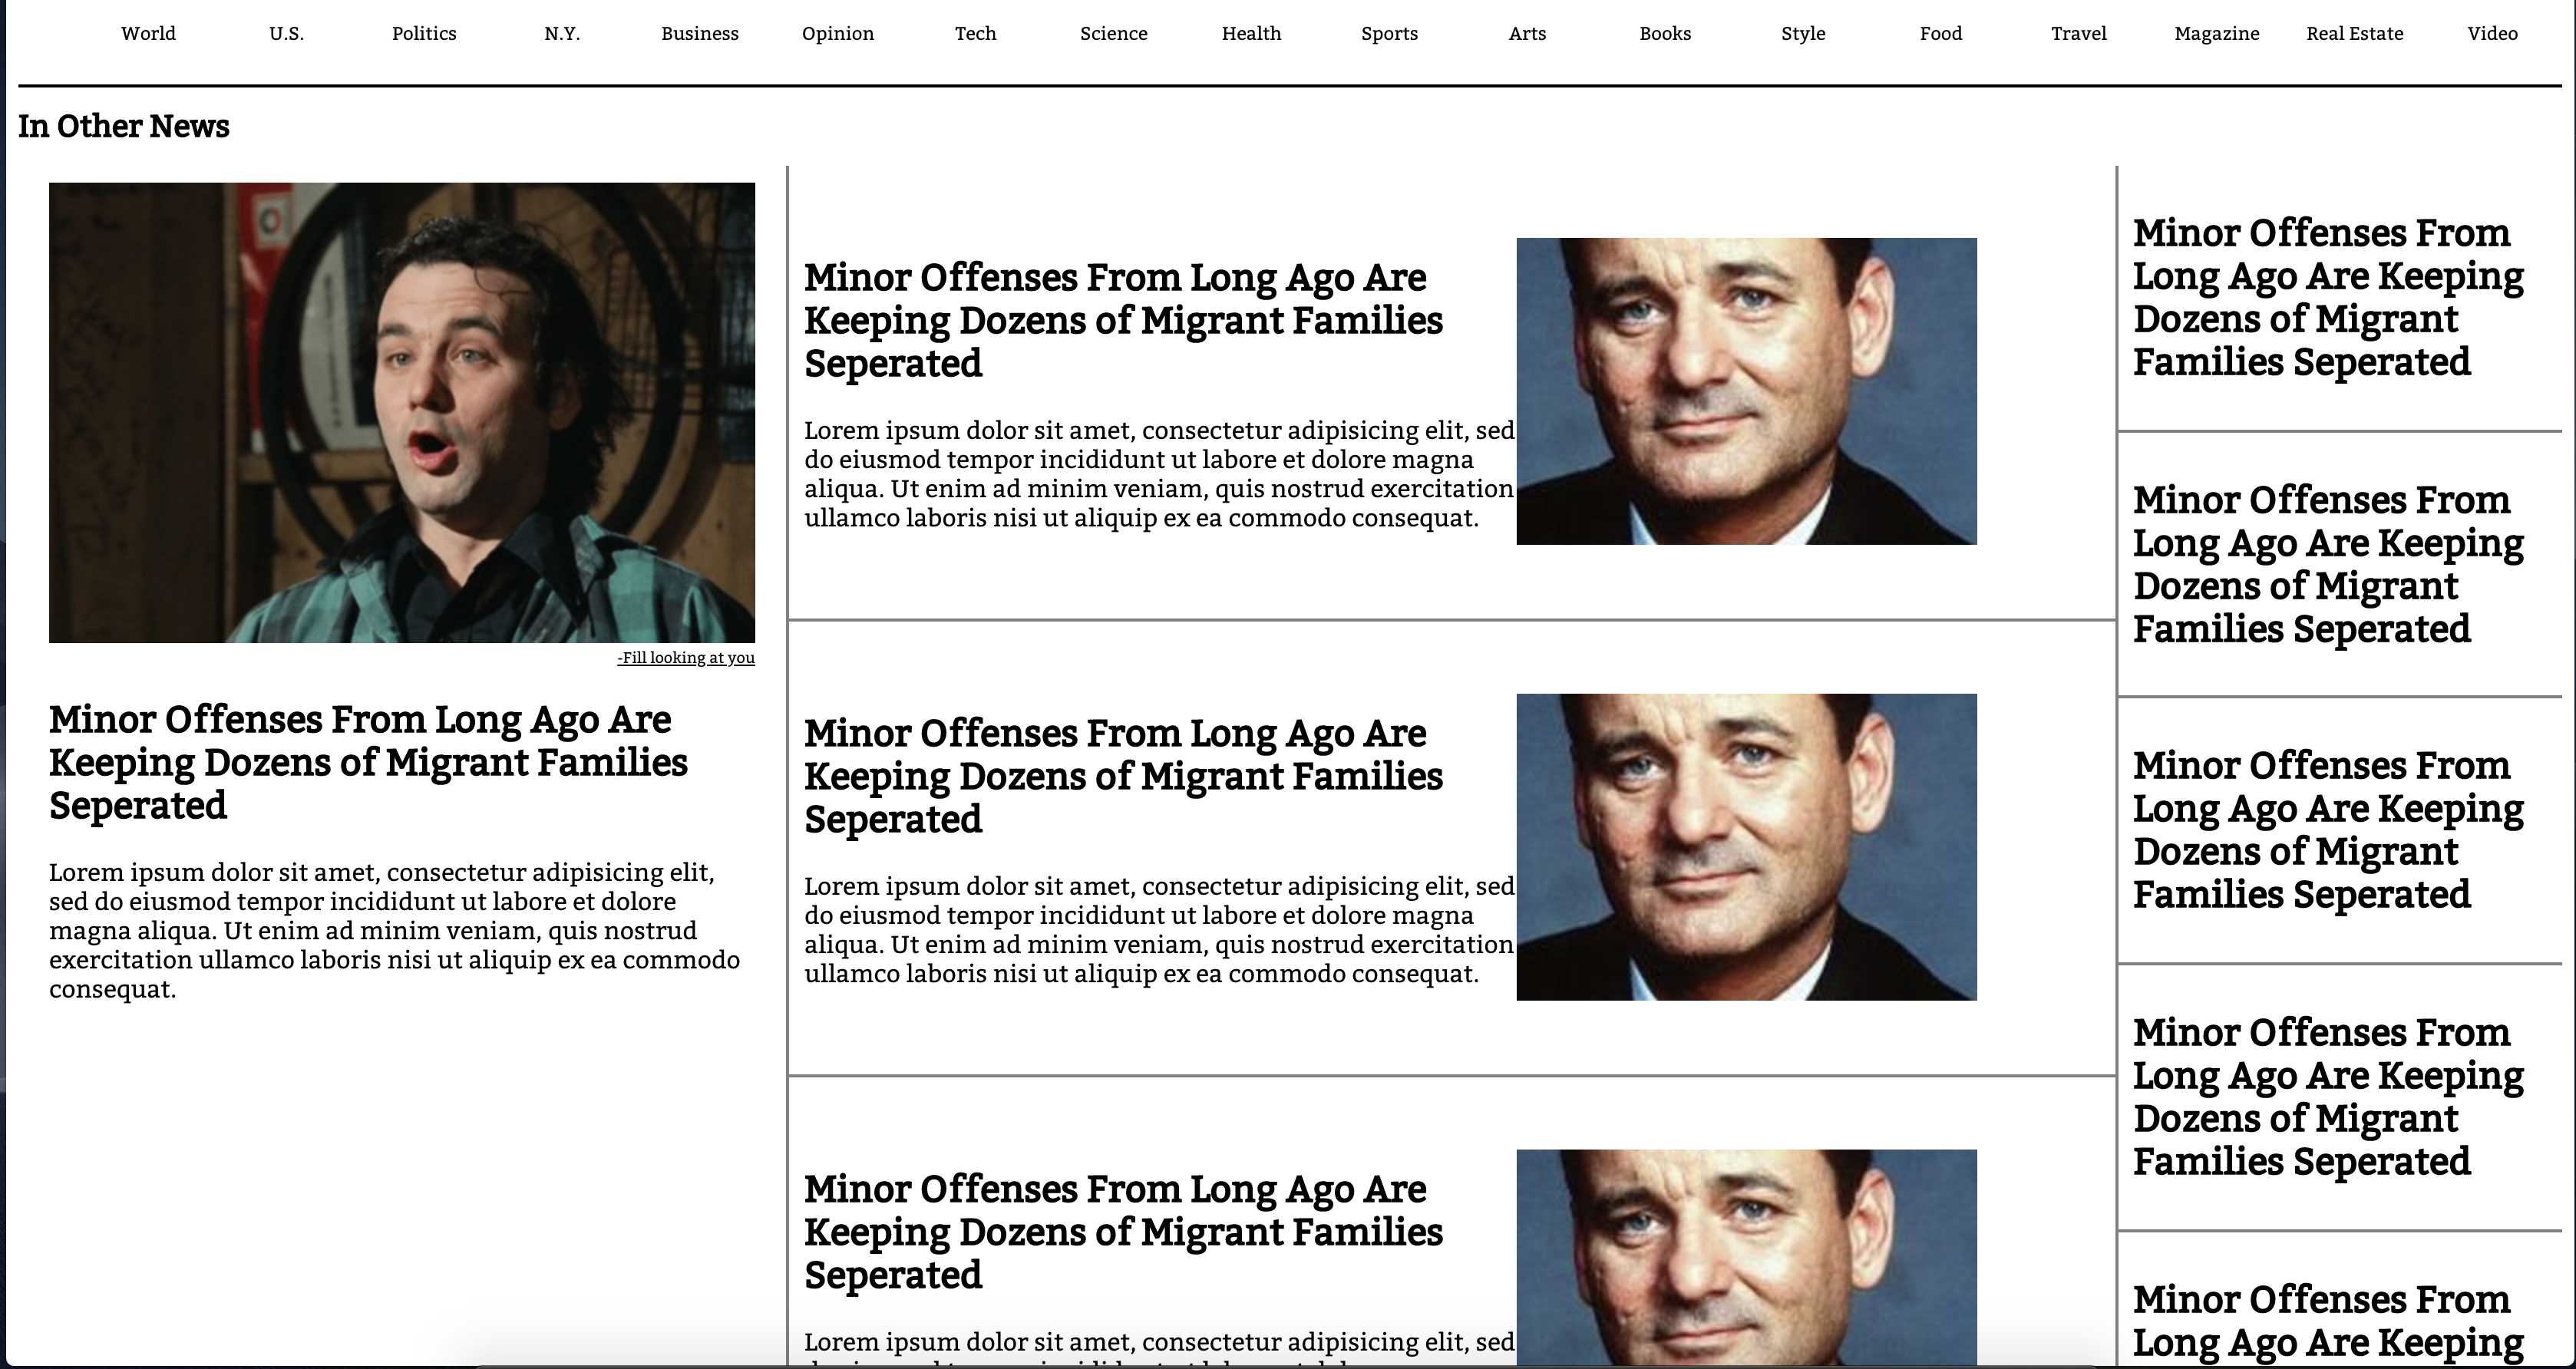 World U.S. Politics N.Y. Business Opinion Tech Science Health Sports Arts Books Style Food Travel Magazine Real Estate Video
In Other News
-Fill looking at you
Minor Offenses From Long Ago Are
Keeping Dozens of Migrant Families
Seperated
Lorem ipsum dolor sit amet, consectetur adipisicing elit,
sed do eiusmod tempor incididunt ut labore et dolore
magna aliqua. Ut enim ad minim veniam, quis nostrud
exercitation ullamco laboris nisi ut aliquip ex ea commodo
consequat.
Minor Offenses From Long Ago Are
Keeping Dozens of Migrant Families
Seperated
Lorem ipsum dolor sit amet, consectetur adipisicing elit, sed
do eiusmod tempor incididunt ut labore et dolore magna
aliqua. Ut enim ad minim veniam, quis nostrud exercitation
ullamco laboris nisi ut aliquip ex ea commodo consequat.
Minor Offenses From Long Ago Are
Keeping Dozens of Migrant Families
Seperated
Lorem ipsum dolor sit amet, consectetur adipisicing elit, sed
do eiusmod tempor incididunt ut labore et dolore magna
aliqua. Ut enim ad minim veniam, quis nostrud exercitation
ullamco laboris nisi ut aliquip ex ea commodo consequat.
Minor Offenses From Long Ago Are
Keeping Dozens of Migrant Families
Seperated
Lorem ipsum dolor sit amet, consectetur adipisicing elit, sed
Minor Offenses From
Long Ago Are Keeping
Dozens of Migrant
Families Seperated
Minor Offenses From
Long Ago Are Keeping
Dozens of Migrant
Families Seperated
Minor Offenses From
Long Ago Are Keeping
Dozens of Migrant
Families Seperated
Minor Offenses From
Long Ago Are Keeping
Dozens of Migrant
Families Seperated
Minor Offenses From
Long Ago Are Keeping